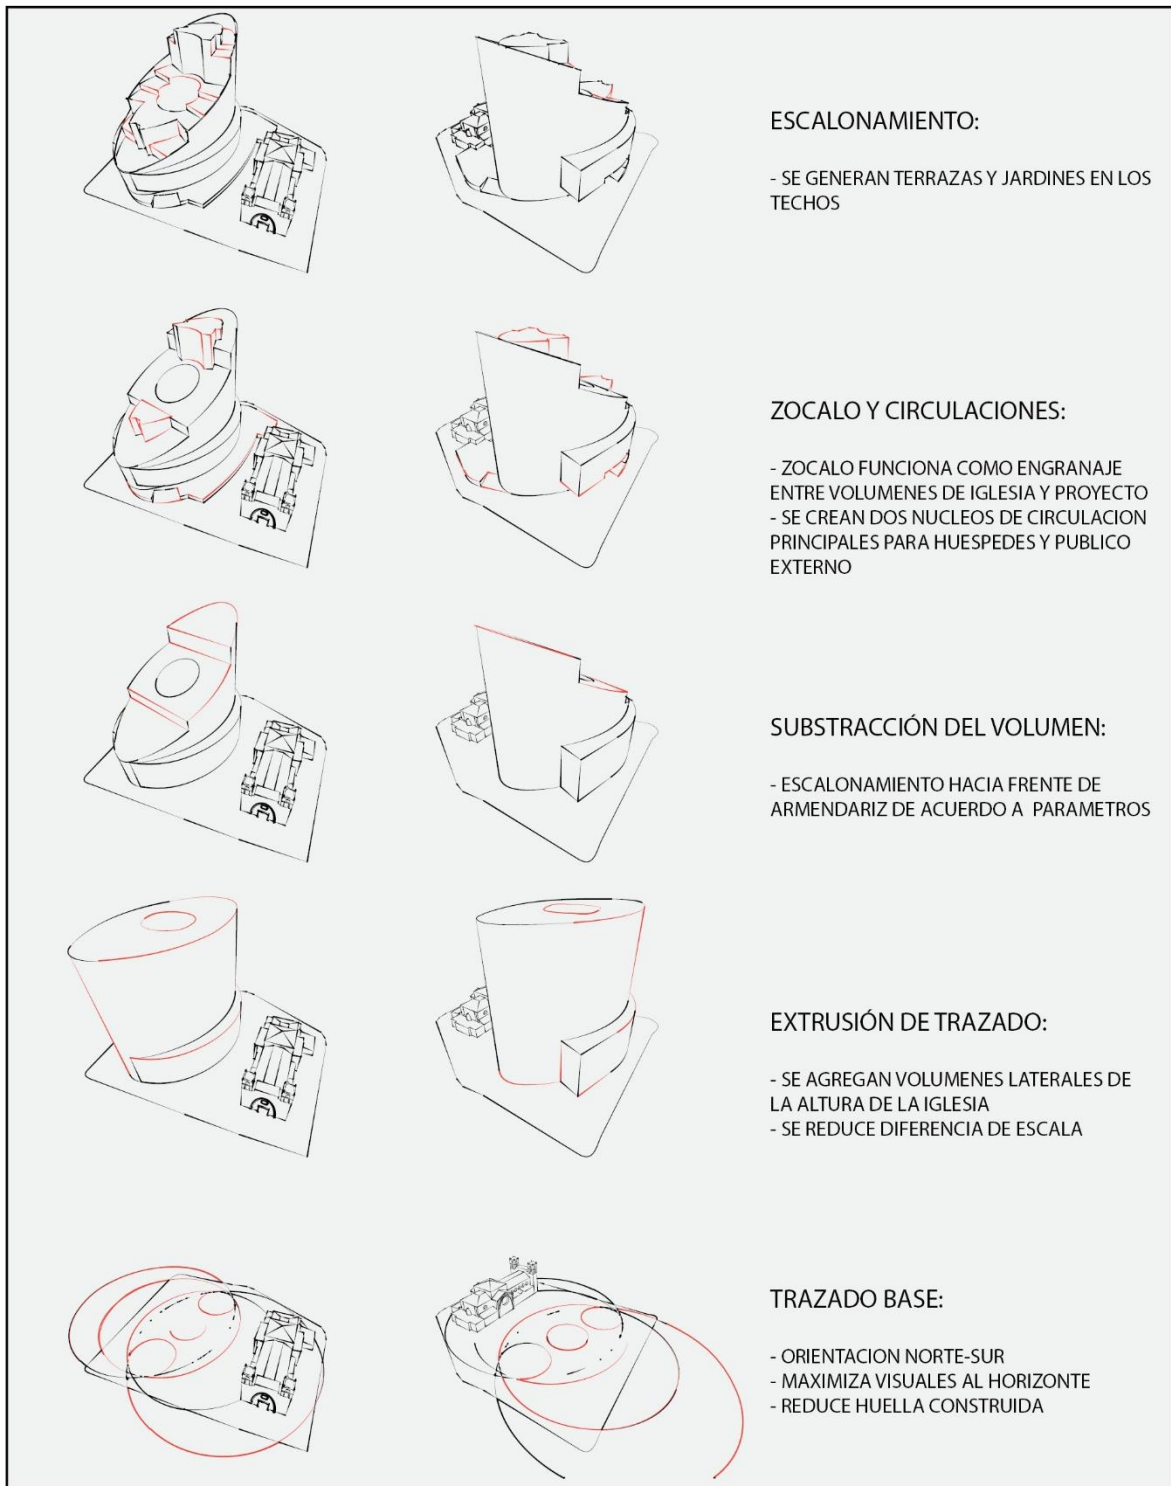 ESCALONAMIENTO:
- SE GENERAN TERRAZAS Y JARDINES EN LOS
TECHOS
ZOCALO Y CIRCULACIONES:
- ZOCALO FUNCIONA COMO ENGRANAJE
ENTRE VOLUMENES DE IGLESIA Y PROYECTO
- SE CREAN DOS NUCLEOS DE CIRCULACION
PRINCIPALES PARA HUESPEDES Y PUBLICO
EXTERNO
SUBSTRACCIÓN DEL VOLUMEN:
- ESCALONAMIENTO HACIA FRENTE DE
ARMENDARIZ DE ACUERDO A PARAMETROS
EXTRUSIÓN DE TRAZADO:
- SE AGREGAN VOLUMENES LATERALES DE
LA ALTURA DE LA IGLESIA
- SE REDUCE DIFERENCIA DE ESCALA
TRAZADO BASE:
- ORIENTACION NORTE-SUR
- MAXIMIZA VISUALES AL HORIZONTE
- REDUCE HUELLA CONSTRUIDA